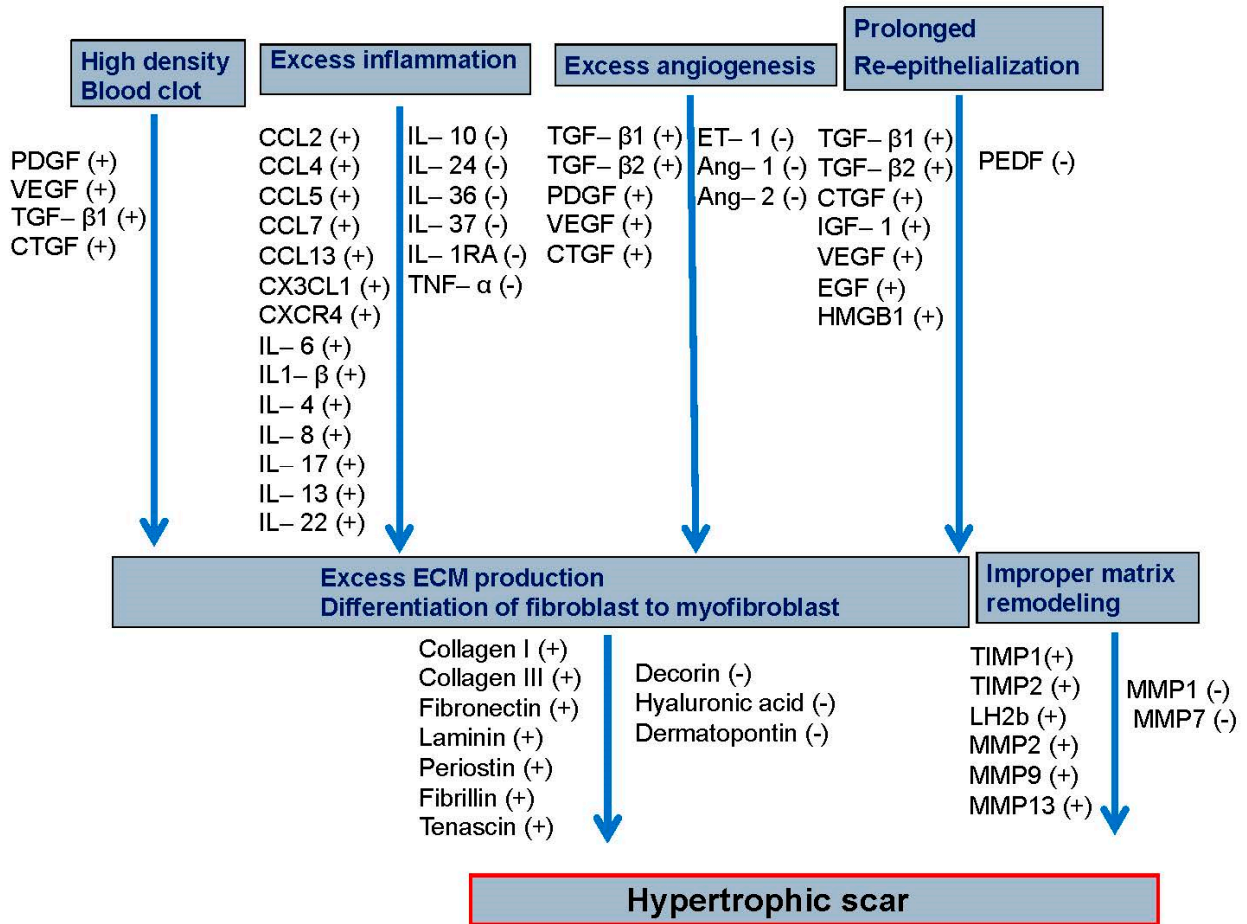 High density
Blood clot
PDGF (+)
VEGF (+)
TGF– β1 (+)
CTGF (+)
Excess inflammation
CCL2 (+)
CCL4 (+)
CCL5 (+)
CCL7 (+)
CCL13 (+)
CX3CL1 (+)
CXCR4 (+)
IL– 6 (+)
IL1– β (+)
IL– 4 (+)
IL– 8 (+)
IL– 17 (+)
IL– 13 (+)
IL– 22 (+)
IL– 10 (-)
IL– 24 (-)
IL– 36 (-)
IL– 37 (-)
IL– 1RA (-)
TNF– α (-)
Excess angiogenesis
TGF– β1 (+)
TGF– β2 (+)
PDGF (+)
VEGF (+)
CTGF (+)
ET– 1 (-)
Ang– 1 (-)
Ang– 2 (-)
Prolonged
Re-epithelialization
TGF– β1 (+)
TGF– β2 (+)
CTGF (+)
IGF– 1 (+)
VEGF (+)
EGF (+)
HMGB1 (+)
PEDF (-)
Excess ECM production
Differentiation of fibroblast to myofibroblast
Collagen I (+)
Collagen III (+)
Fibronectin (+)
Laminin (+)
Periostin (+)
Fibrillin (+)
Tenascin (+)
Decorin (-)
Hyaluronic acid (-)
Dermatopontin (-)
Improper matrix
remodeling
TIMP1(+)
TIMP2 (+)
LH2b (+)
MMP2 (+)
MMP9 (+)
MMP13 (+)
MMP1 (-)
MMP7 (-)
Hypertrophic scar